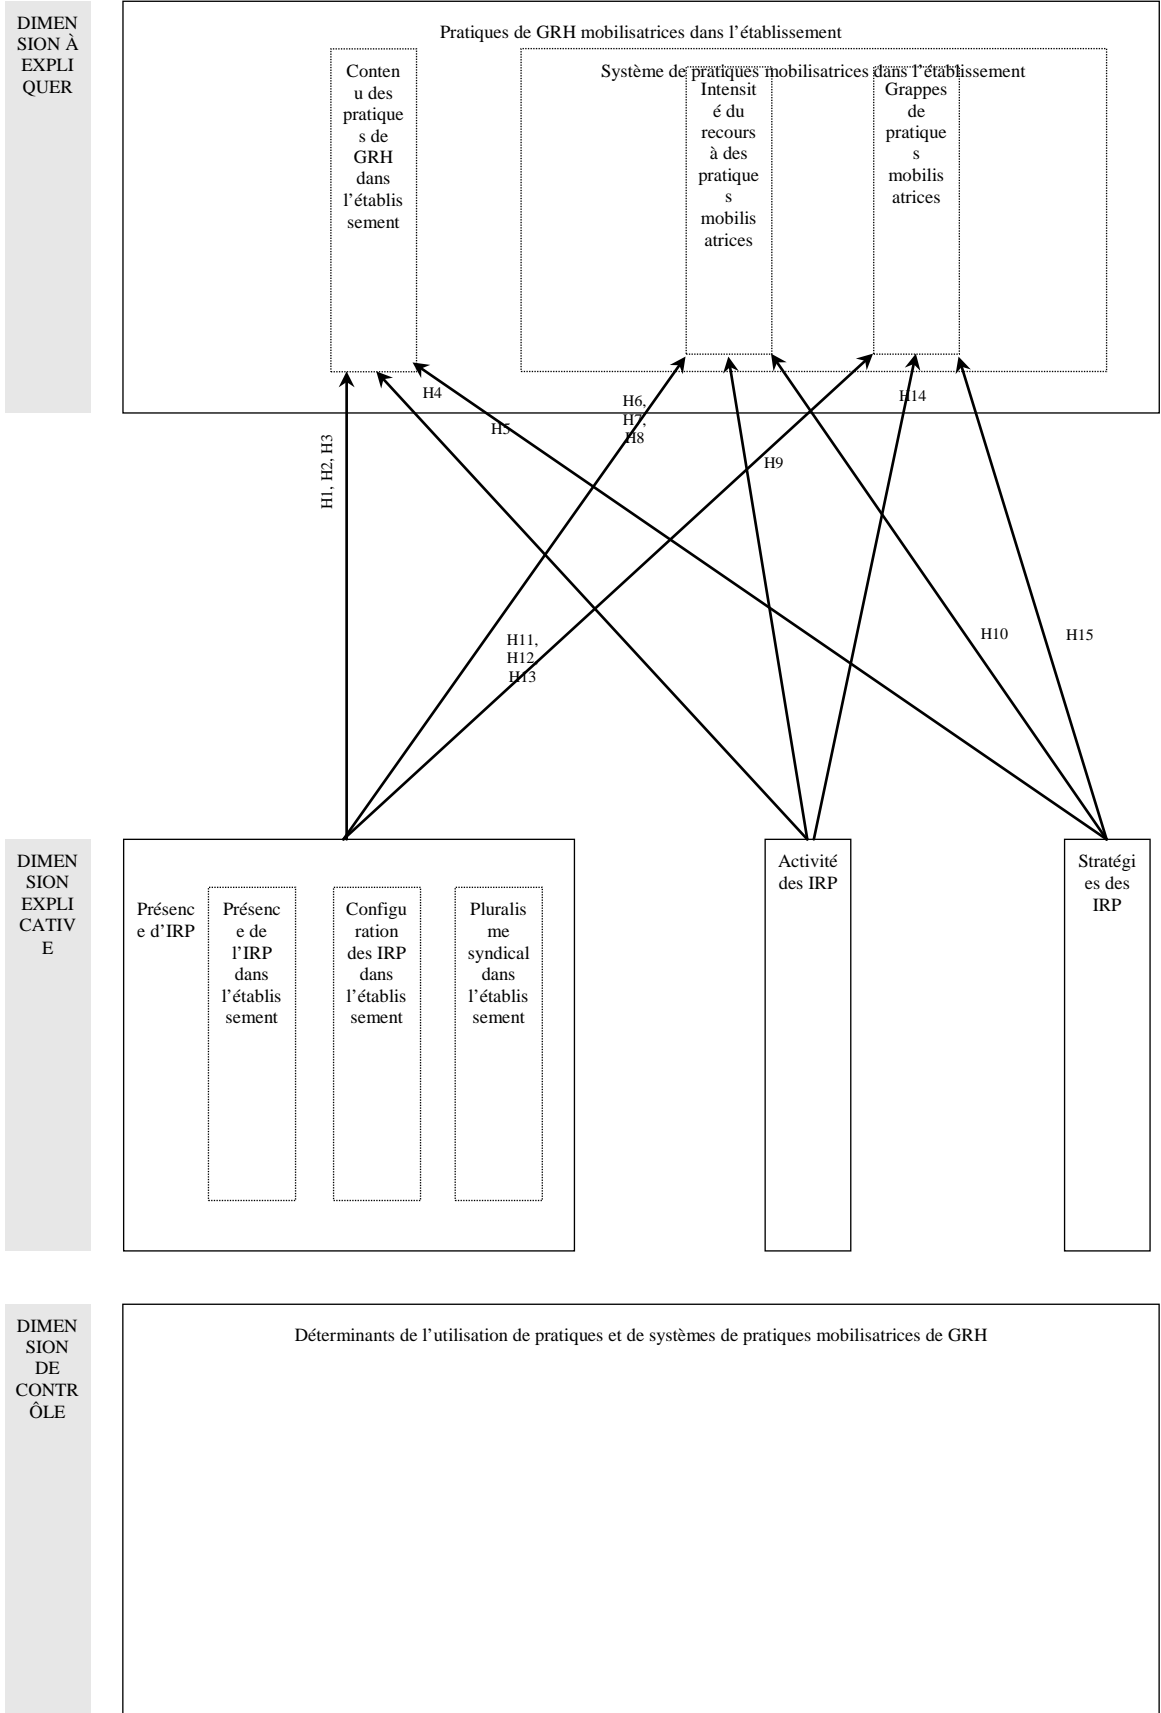 DIMEN
SION À
EXPLI
QUER
Pratiques de GRH mobilisatrices dans l’établissement
Système de pratiques mobilisatrices dans l’établissement
Conten
u des
pratique
s de
GRH
dans
l’établis
sement
Intensit
é du
recours
à des
pratique
s
mobilis
atrices
Grappes
de
pratique
s
mobilis
atrices
H4
H5
H6,
H7,
H8
H14
H1, H2, H3
H9
H11,
H12,
H13
H10
H15
DIMEN
SION
EXPLI
CATIV
E
Présenc
e d’IRP
Présenc
e de
l’IRP
dans
l’établis
sement
Configu
ration
des IRP
dans
l’établis
sement
Pluralis
me
syndical
dans
l’établis
sement
Activité
des IRP
Stratégi
es des
IRP
DIMEN
SION
DE
CONTR
ÔLE
Déterminants de l’utilisation de pratiques et de systèmes de pratiques mobilisatrices de GRH